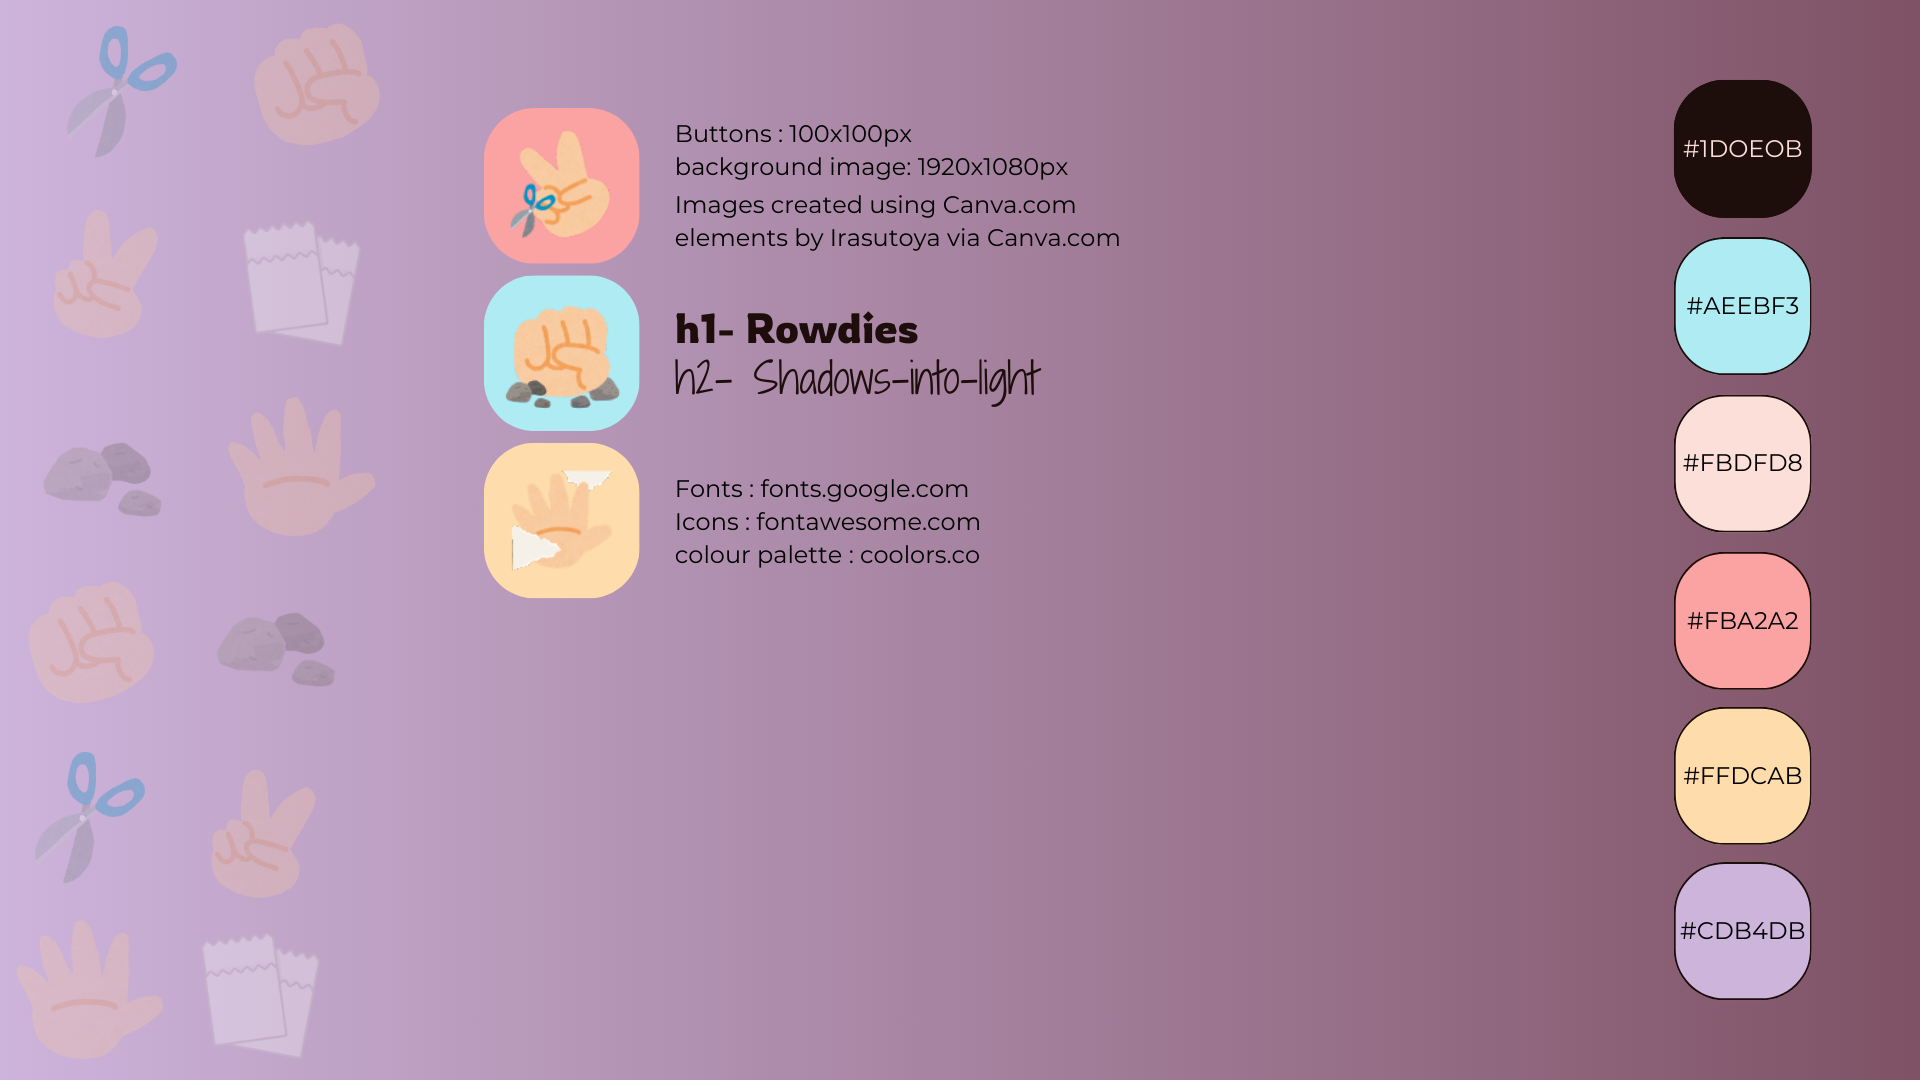 Buttons : 100x100px
background image: 1920x1080px
Images created using Canva.com
elements by Irasutoya via Canva.com
h1- Rowdies
h2- Shadows-into-light
Fonts : fonts.google.com
Icons : fontawesome.com
colour palette : coolors.co
#1DOEOB
#AEEBF3
#FBDFD8
#FBA2A2
#FFDCAB
#CDB4DB